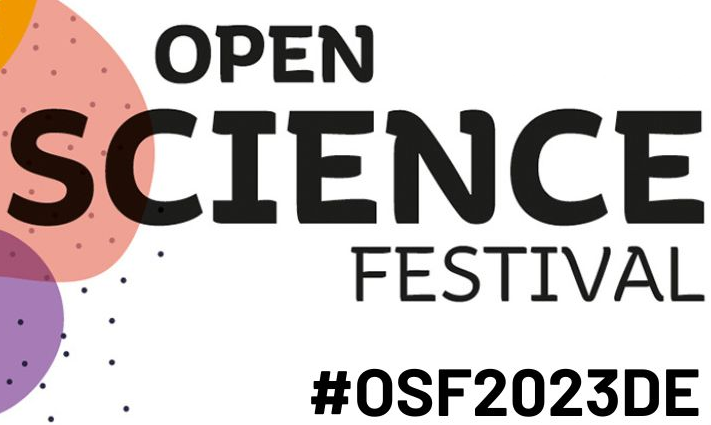 OPEN
SCIENCE
FESTIVAL
#OSF2023DE